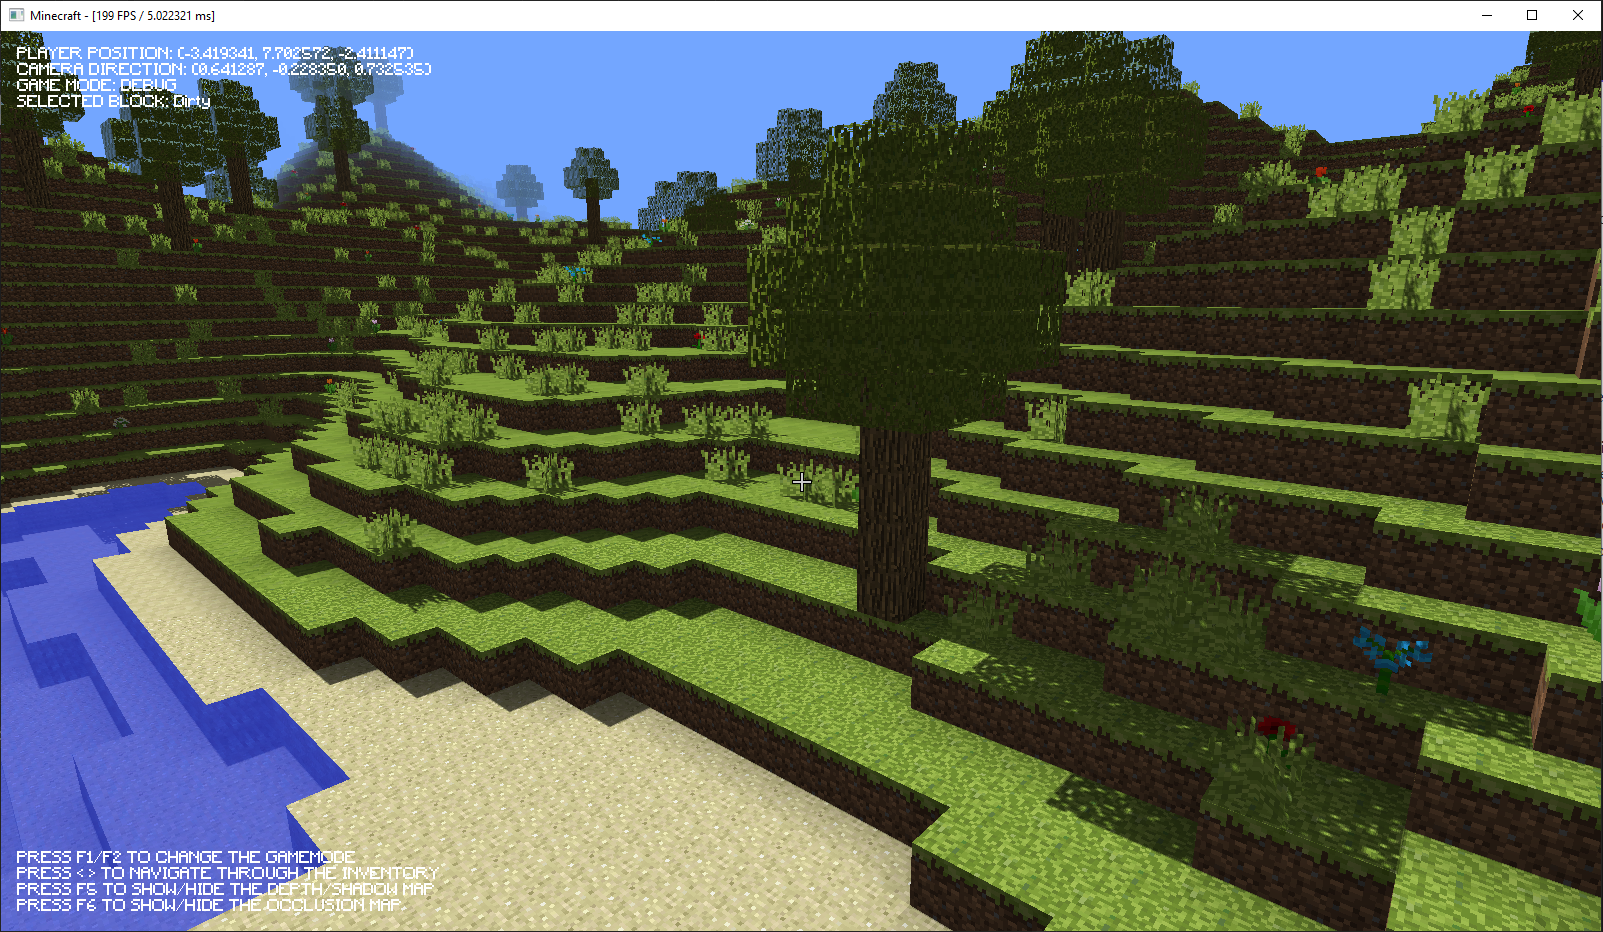 Minecraft - [199 FPS / 5.022321 ms]
PLAYER POSITION: (-3.419341, 7.702572, -2.411147)
CAMERA DIRECTION: (0.641287, -0.228350, 0.732535)
GAME MODE: DEBUG
SELECTED BLOCK: Dirty
PRESS F1/F2 TO CHANGE THE GAMEMODE
PRESS <> TO NAVIGATE THROUGH THE INVENTORY
PRESS F5 TO SHOW/HIDE THE DEPTH/SHADOW MAP
PRESS F6 TO SHOW/HIDE THE OCCLUSION MAP.